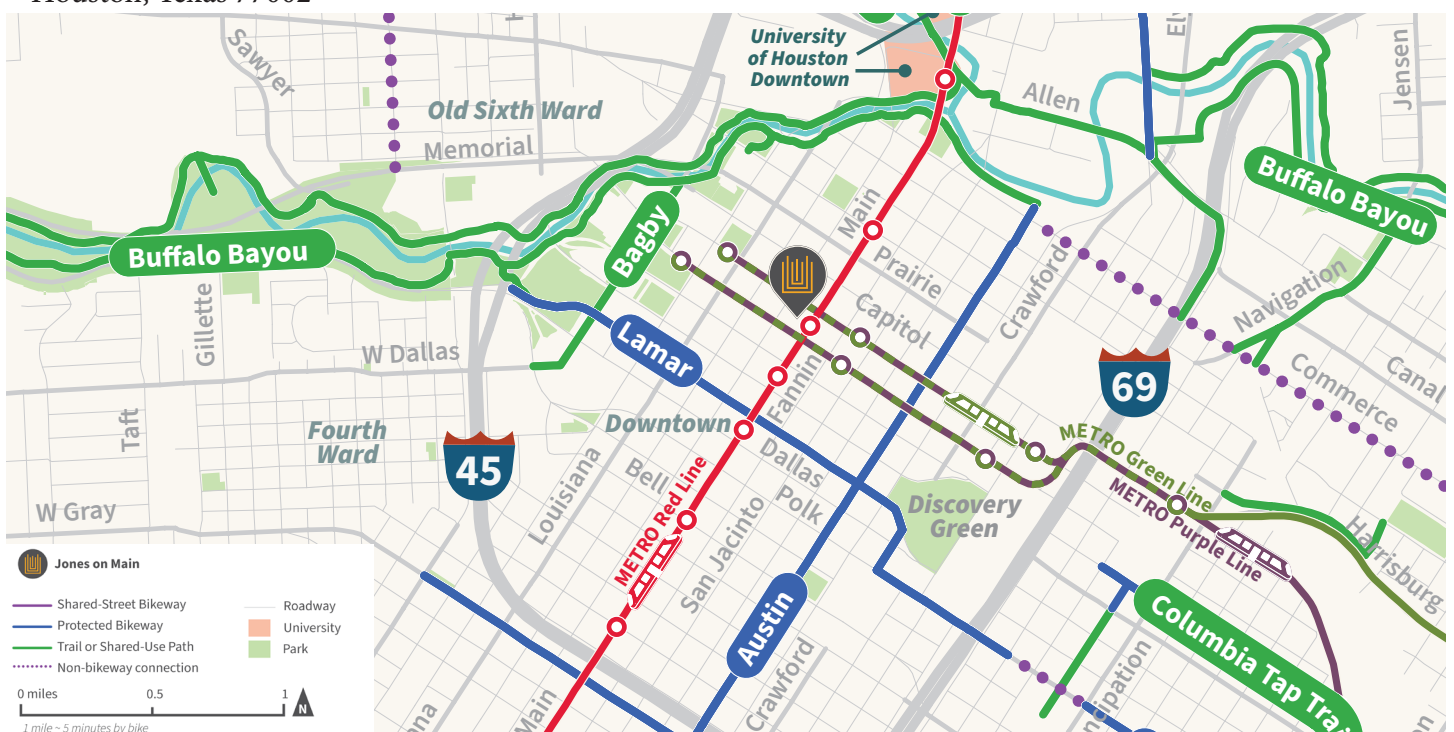 University
of Houston
Downtown
Sawyer
Old Sixth Ward
Memorial
Allen
Jensen
Buffalo Bayou
Buffalo Bayou
Bagby
Main
Prairie
Capitol
Crawford
Navigation
Gillette
W Dallas
Lamar
Fannin
69
Commerce
Canal
Taft
Fourth
Ward
Downtown
45
Louisiana
Bell
Dallas
Polk
METRO Green Line
METRO Purple Line
Discovery
Green
W Gray
METRO Red Line
San Jacinto
Harrisburg
Austin
Columbia Tap Trai
Crawford
Main
Jones on Main
Shared-Street Bikeway
Protected Bikeway
Trail or Shared-Use Path
Non-bikeway connection
Roadway
University
Park
0 miles
0.5
1
N
1 mile ~ 5 minutes by bike